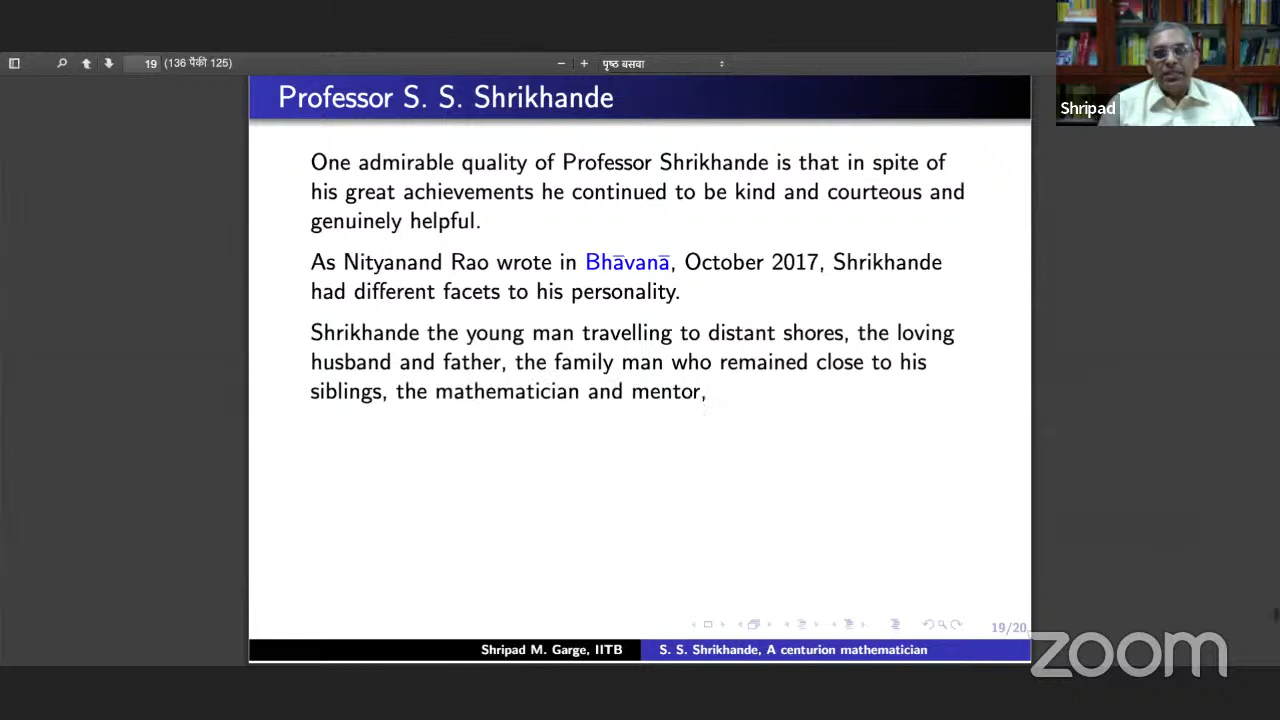 19 (136 पैकी 125)
− + पृष्ठ बसवा
Professor S. S. Shrikhande
Shripad
One admirable quality of Professor Shrikhande is that in spite of
his great achievements he continued to be kind and courteous and
genuinely helpful.
As Nityanand Rao wrote in Bhāvanā, October 2017, Shrikhande
had different facets to his personality.
Shrikhande the young man travelling to distant shores, the loving
husband and father, the family man who remained close to his
siblings, the mathematician and mentor,
19/20
Shripad M. Garge, IITB S. S. Shrikhande, A centurion mathematician
zoom